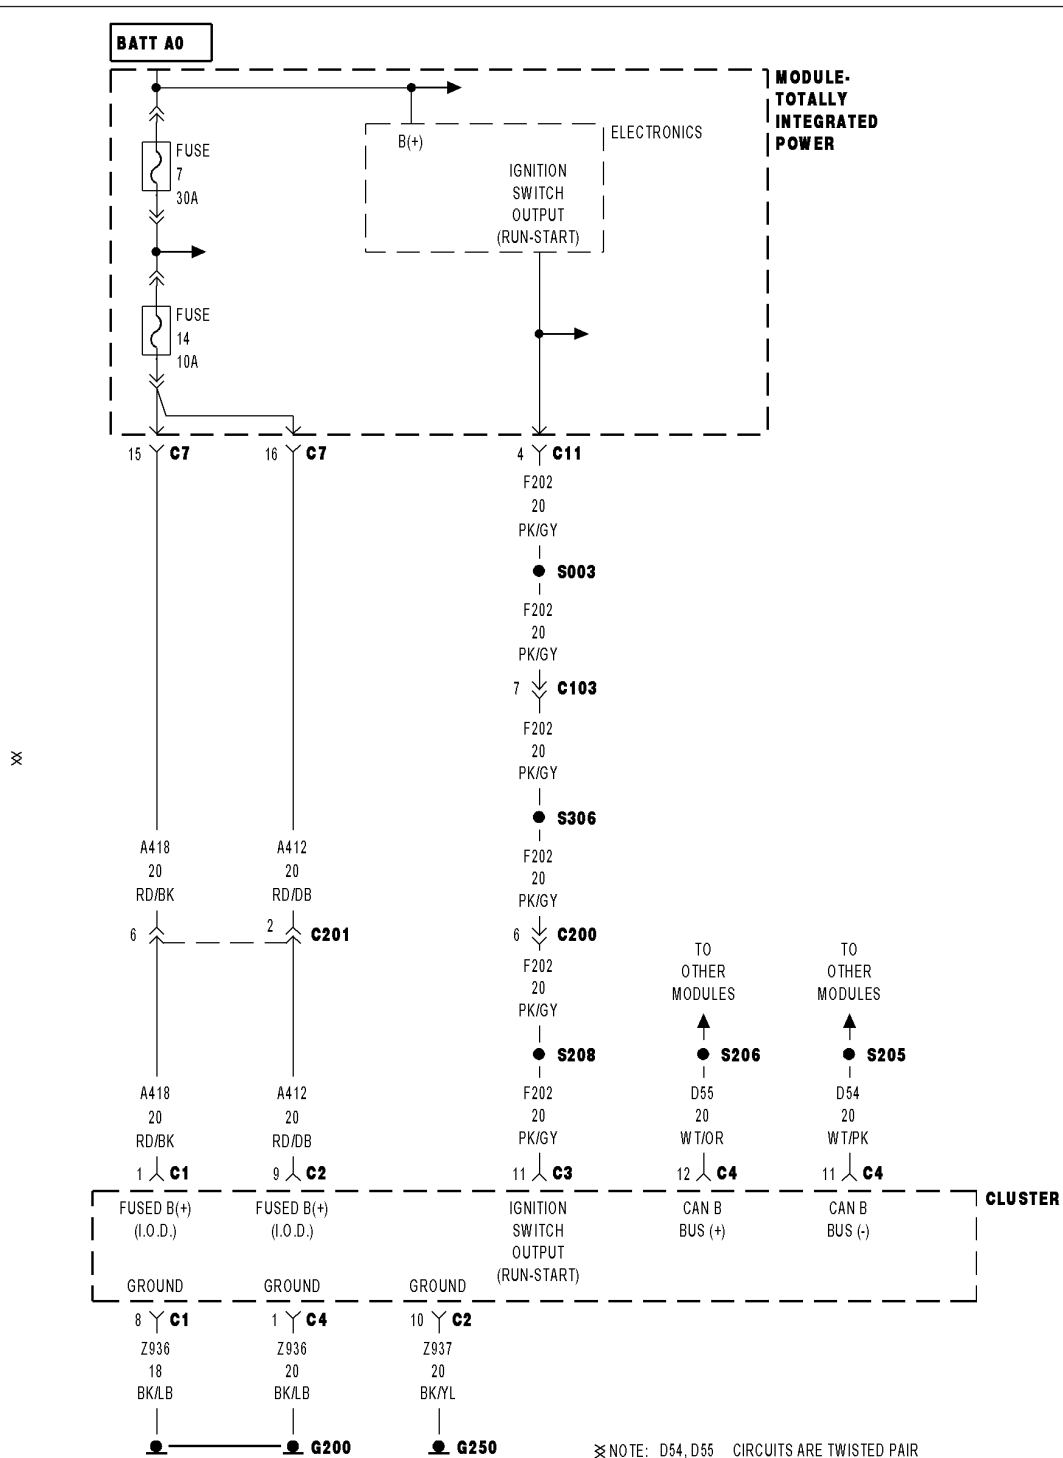 BATT A0
MODULE-
TOTALLY
INTEGRATED
POWER
ELECTRONICS
B(+)
IGNITION
SWITCH
OUTPUT
(RUN-START)
FUSE
7
30A
FUSE
14
10A
15 C7
16 C7
4 C11
F202
20
PK/GY
S003
F202
20
PK/GY
7 C103
F202
20
PK/GY
S306
F202
20
PK/GY
A418
20
RD/BK
A412
20
RD/DB
6
2 C201
6 C200
F202
20
PK/GY
TO
OTHER
MODULES
TO
OTHER
MODULES
S208
S206
S205
A418
20
RD/BK
A412
20
RD/DB
F202
20
PK/GY
D55
20
WT/OR
D54
20
WT/PK
1 C1
9 C2
11 C3
12 C4
11 C4
CLUSTER
FUSED B(+)
(I.O.D.)
FUSED B(+)
(I.O.D.)
IGNITION
SWITCH
OUTPUT
(RUN-START)
CAN B
BUS (+)
CAN B
BUS (-)
GROUND
GROUND
GROUND
8 C1
1 C4
10 C2
Z936
18
BK/LB
Z936
20
BK/LB
Z937
20
BK/YL
G200
G250
NOTE: D54, D55 CIRCUITS ARE TWISTED PAIR